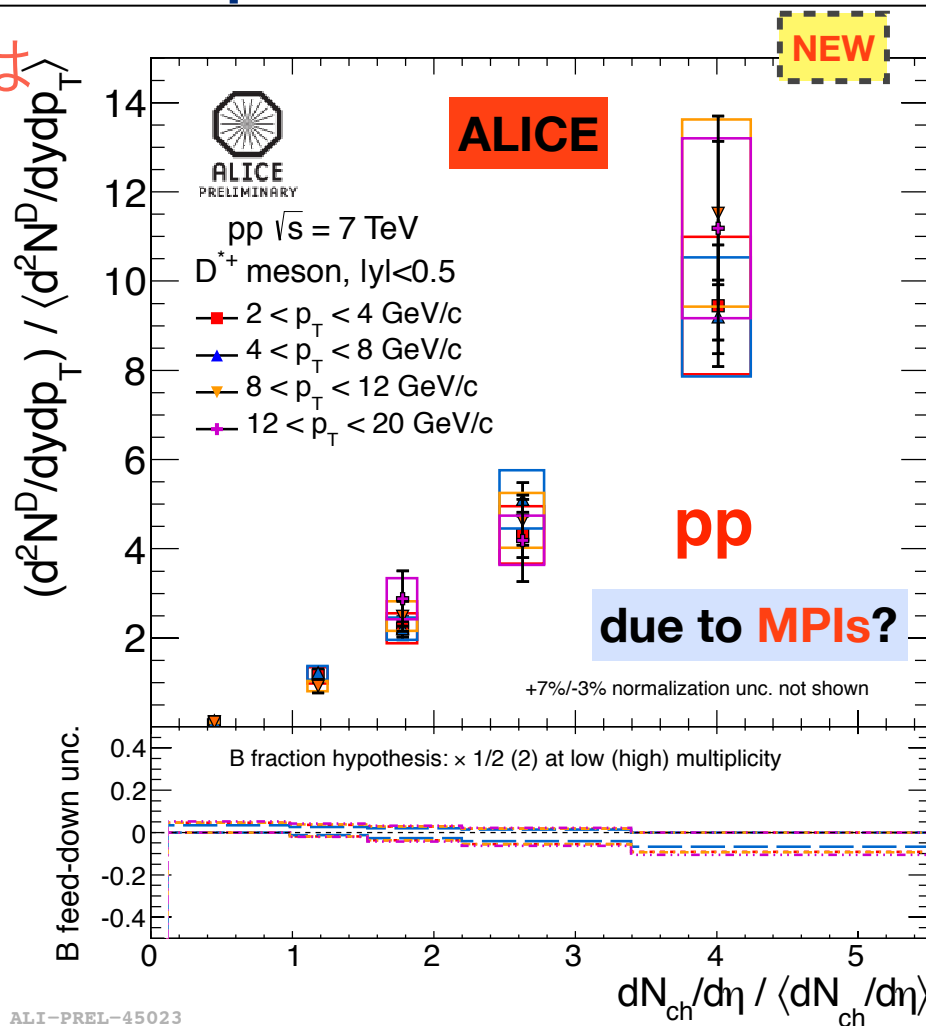 NEW
(d²N^D/dydp_T) / ⟨d²N^D/dydp_T⟩
14
12
10
8
6
4
2
ALICE
PRELIMINARY
ALICE
pp √s = 7 TeV
D*+ meson, |y|<0.5
2 < p_T < 4 GeV/c
4 < p_T < 8 GeV/c
8 < p_T < 12 GeV/c
12 < p_T < 20 GeV/c
pp
due to MPIs?
+7%/-3% normalization unc. not shown
B feed-down unc.
0.4
0.2
0
-0.2
-0.4
B fraction hypothesis: × 1/2 (2) at low (high) multiplicity
0 1 2 3 4 5
dN_ch/dη / ⟨dN_ch/dη⟩
ALI-PREL-45023